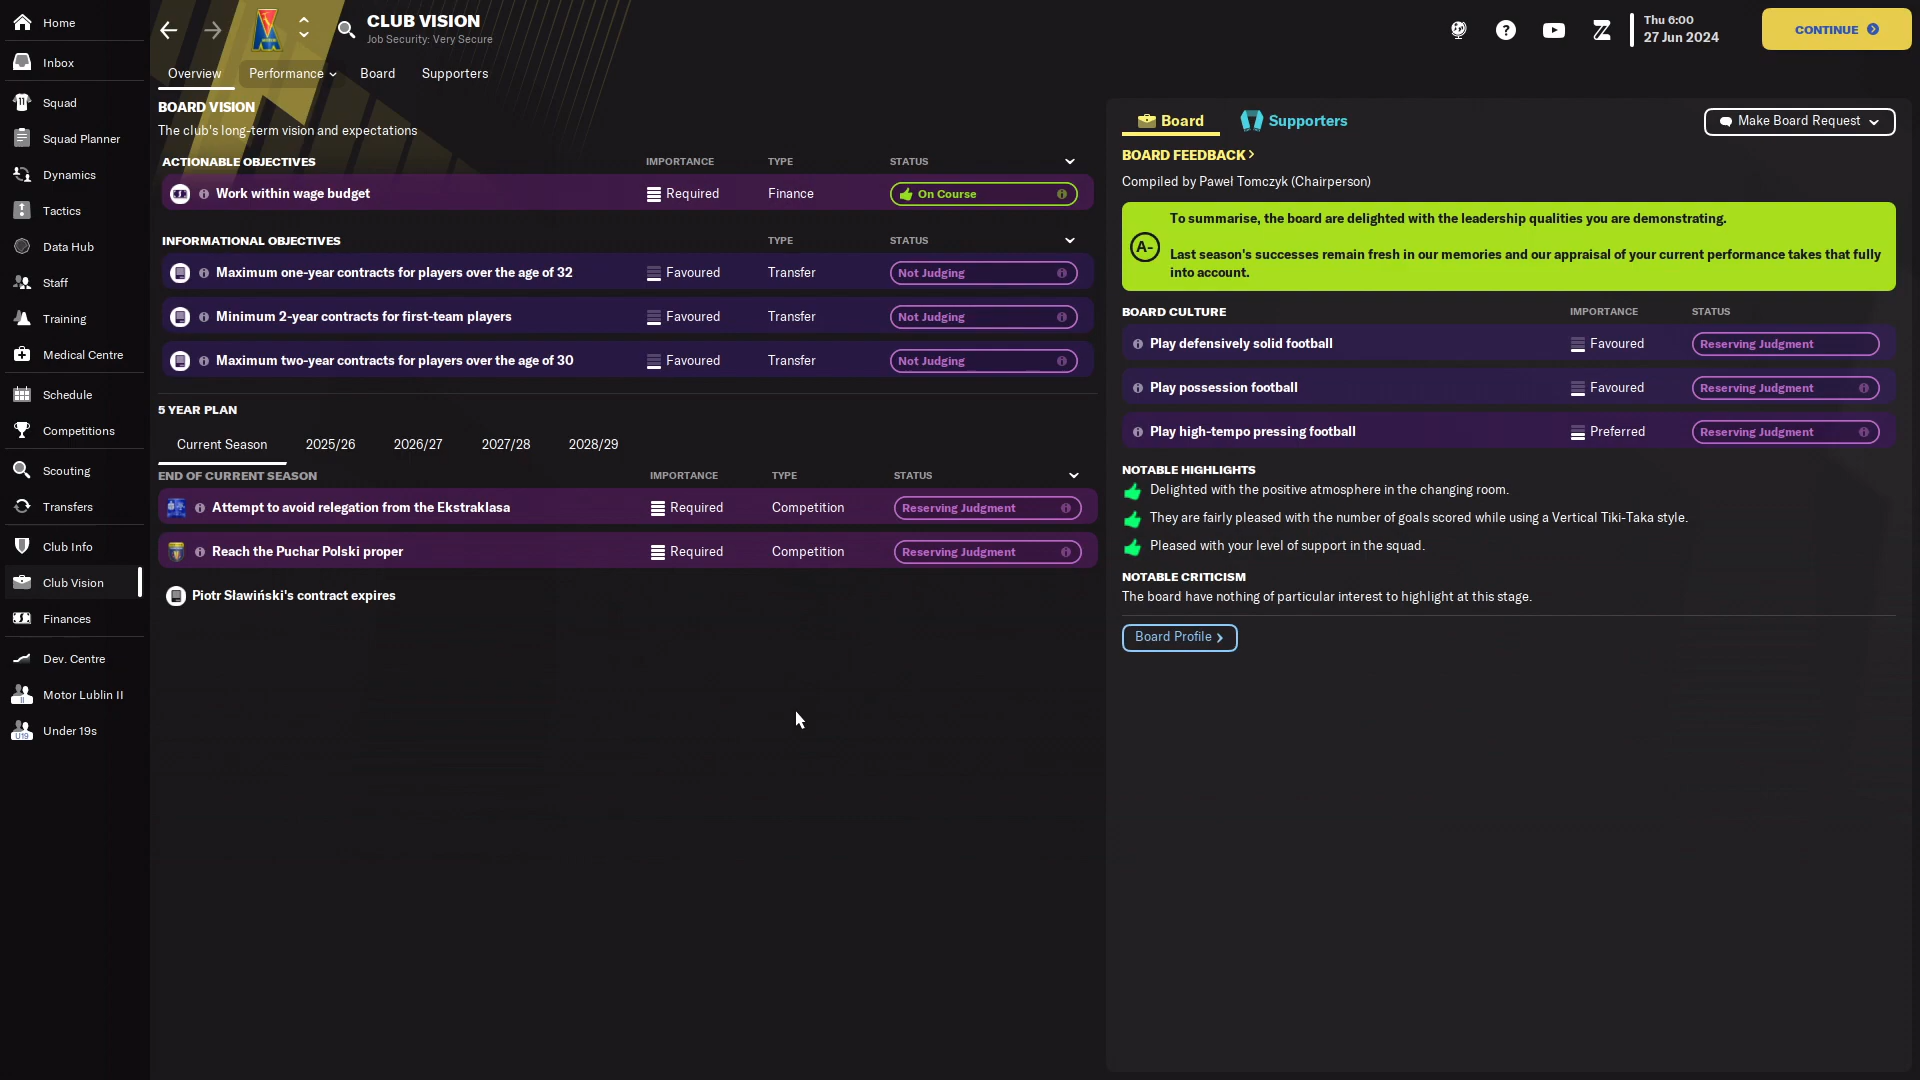 Home
Inbox
Squad
Squad Planner
Dynamics
Tactics
Data Hub
Staff
Training
Medical Centre
Schedule
Competitions
Scouting
Transfers
Club Info
Club Vision
Finances
Dev. Centre
Motor Lublin II
Under 19s
CLUB VISION
Job Security: Very Secure
Thu 6:00
27 Jun 2024
CONTINUE
Overview Performance Board Supporters
BOARD VISION
The club's long-term vision and expectations
ACTIONABLE OBJECTIVES IMPORTANCE TYPE STATUS
Work within wage budget Required Finance On Course
INFORMATIONAL OBJECTIVES TYPE STATUS
Maximum one-year contracts for players over the age of 32 Favoured Transfer Not Judging
Minimum 2-year contracts for first-team players Favoured Transfer Not Judging
Maximum two-year contracts for players over the age of 30 Favoured Transfer Not Judging
5 YEAR PLAN
Current Season 2025/26 2026/27 2027/28 2028/29
END OF CURRENT SEASON IMPORTANCE TYPE STATUS
Attempt to avoid relegation from the Ekstraklasa Required Competition Reserving Judgment
Reach the Puchar Polski proper Required Competition Reserving Judgment
Piotr Sławiński's contract expires
Board Supporters Make Board Request
BOARD FEEDBACK
Compiled by Paweł Tomczyk (Chairperson)
A-
To summarise, the board are delighted with the leadership qualities you are demonstrating.
Last season's successes remain fresh in our memories and our appraisal of your current performance takes that fully
into account.
BOARD CULTURE IMPORTANCE STATUS
Play defensively solid football Favoured Reserving Judgment
Play possession football Favoured Reserving Judgment
Play high-tempo pressing football Preferred Reserving Judgment
NOTABLE HIGHLIGHTS
Delighted with the positive atmosphere in the changing room.
They are fairly pleased with the number of goals scored while using a Vertical Tiki-Taka style.
Pleased with your level of support in the squad.
NOTABLE CRITICISM
The board have nothing of particular interest to highlight at this stage.
Board Profile